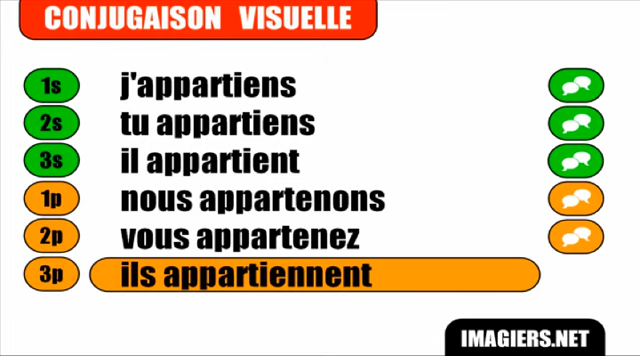 CONJUGAISON VISUELLE
1s j'appartiens
2s tu appartiens
3s il appartient
1p nous appartenons
2p vous appartenez
3p ils appartiennent
IMAGIERS.NET